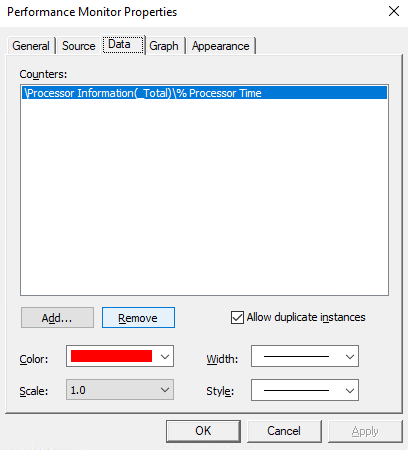 Performance Monitor Properties
General Source Data Graph Appearance
Counters:
\Processor Information(_Total)\% Processor Time
Add... Remove Allow duplicate instances
Color: Width:
Scale: 1.0 Style:
OK Cancel Apply